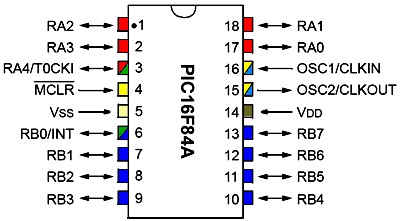 RA2 1 18 RA1
RA3 2 17 RA0
RA4/T0CKI 3 16 OSC1/CLKIN
MCLR 4 15 OSC2/CLKOUT
Vss 5 14 VDD
RB0/INT 6 13 RB7
RB1 7 12 RB6
RB2 8 11 RB5
RB3 9 10 RB4
PIC16F84A